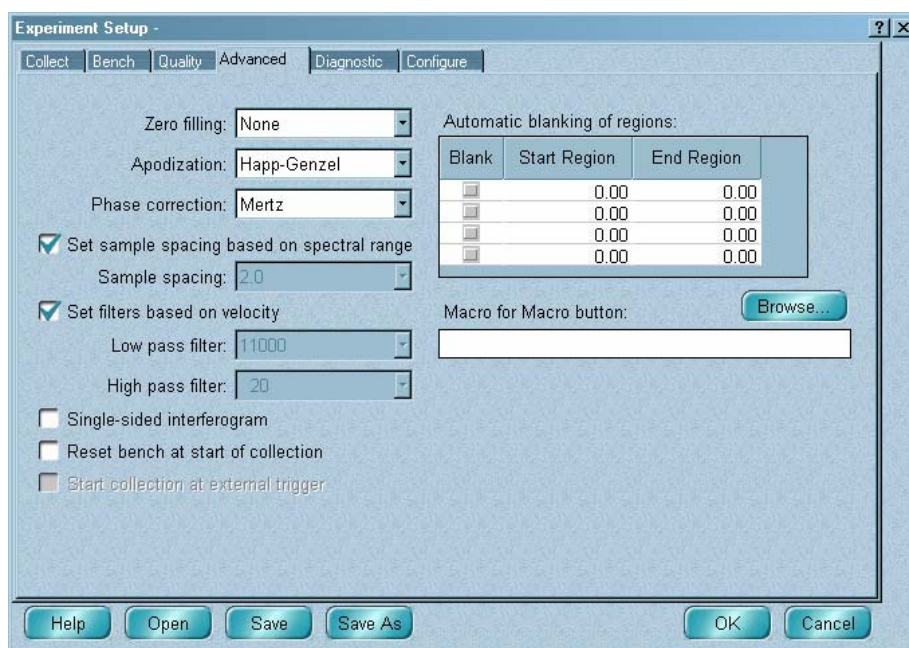 Experiment Setup -
Collect Bench Quality Advanced Diagnostic Configure
Zero filling: None
Apodization: Happ-Genzel
Phase correction: Mertz
Set sample spacing based on spectral range
Sample spacing: 2.0
Set filters based on velocity
Low pass filter: 11000
High pass filter: 20
Single-sided interferogram
Reset bench at start of collection
Start collection at external trigger
Automatic blanking of regions:
Blank Start Region End Region
0.00 0.00
0.00 0.00
0.00 0.00
0.00 0.00
Macro for Macro button:
Browse...
Help Open Save Save As OK Cancel